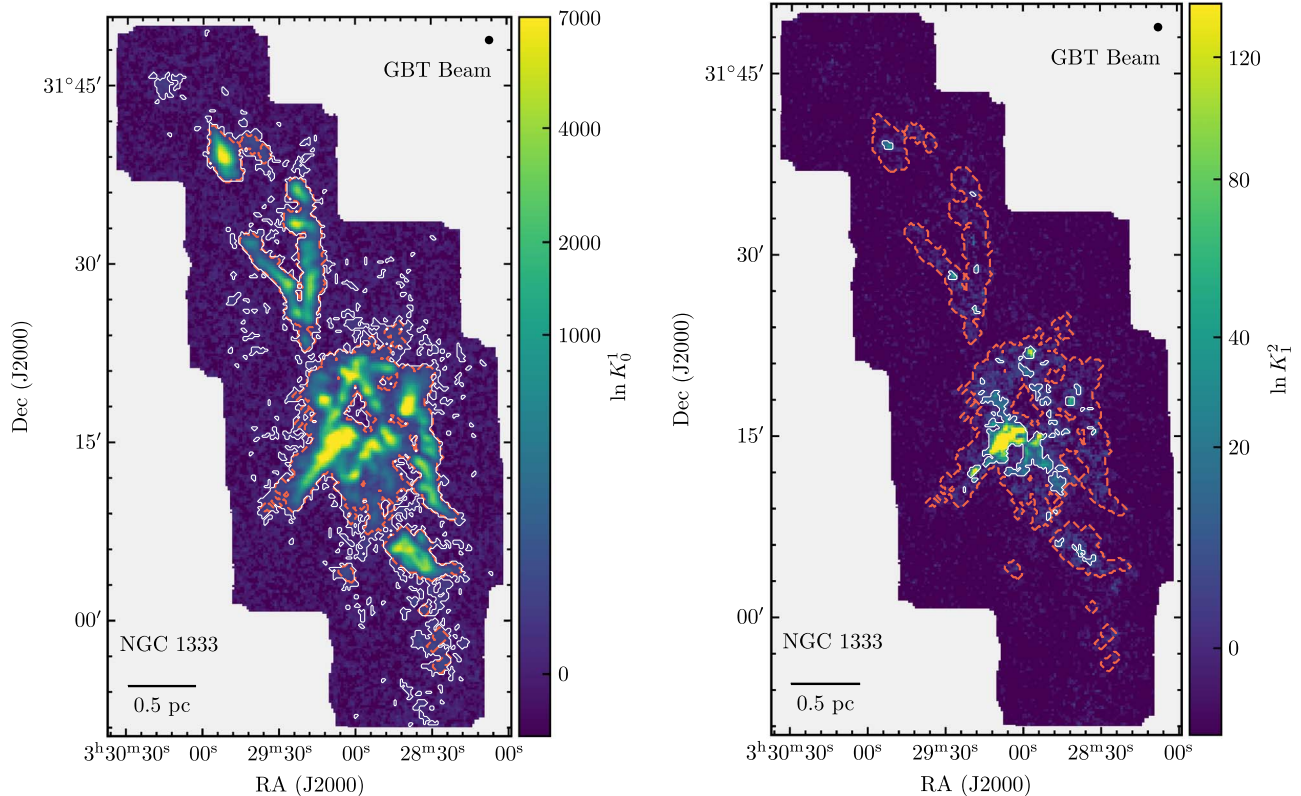 GBT Beam
31°45′
30′
15′
00′
Dec (J2000)
NGC 1333
0.5 pc
3ʰ30ᵐ30ˢ 00ˢ 29ᵐ30ˢ 00ˢ 28ᵐ30ˢ 00ˢ
RA (J2000)
7000
4000
2000
1000
0
ln K₀¹
GBT Beam
31°45′
30′
15′
00′
Dec (J2000)
NGC 1333
0.5 pc
3ʰ30ᵐ30ˢ 00ˢ 29ᵐ30ˢ 00ˢ 28ᵐ30ˢ 00ˢ
RA (J2000)
120
80
40
20
0
ln K₁²